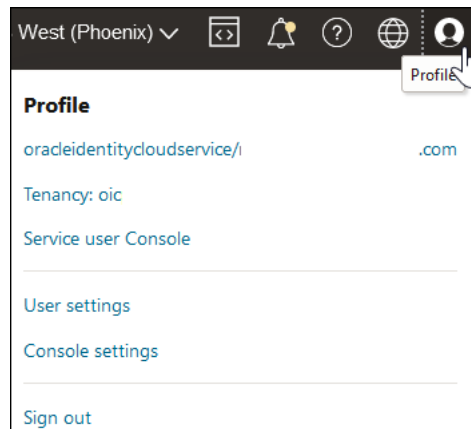 West (Phoenix)
Profile
Profile
oracleidentitycloudservice/ .com
Tenancy: oic
Service user Console
User settings
Console settings
Sign out